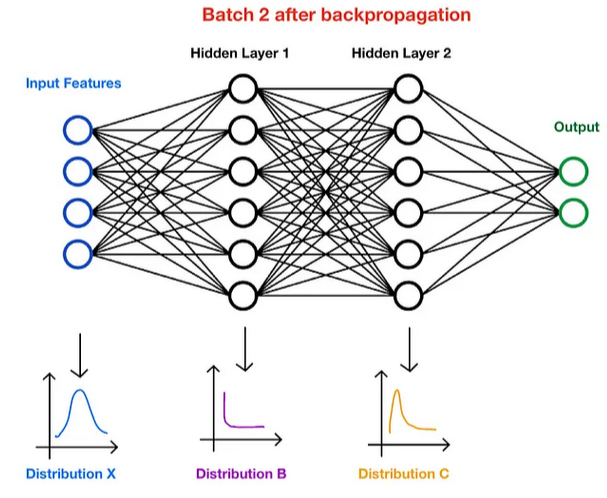 Batch 2 after backpropagation
Hidden Layer 1
Hidden Layer 2
Input Features
Output
Distribution X
Distribution B
Distribution C